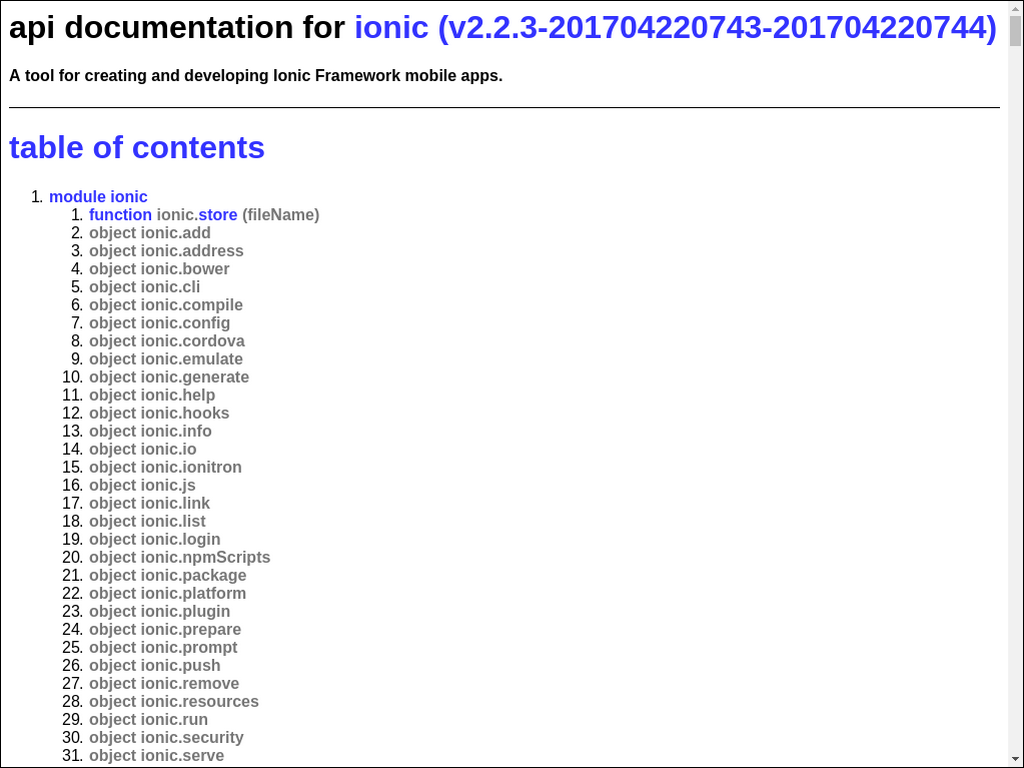 api documentation for ionic (v2.2.3-201704220743-201704220744)
A tool for creating and developing Ionic Framework mobile apps.
table of contents
1. module ionic
1. function ionic.store (fileName)
2. object ionic.add
3. object ionic.address
4. object ionic.bower
5. object ionic.cli
6. object ionic.compile
7. object ionic.config
8. object ionic.cordova
9. object ionic.emulate
10. object ionic.generate
11. object ionic.help
12. object ionic.hooks
13. object ionic.info
14. object ionic.io
15. object ionic.ionitron
16. object ionic.js
17. object ionic.link
18. object ionic.list
19. object ionic.login
20. object ionic.npmScripts
21. object ionic.package
22. object ionic.platform
23. object ionic.plugin
24. object ionic.prepare
25. object ionic.prompt
26. object ionic.push
27. object ionic.remove
28. object ionic.resources
29. object ionic.run
30. object ionic.security
31. object ionic.serve